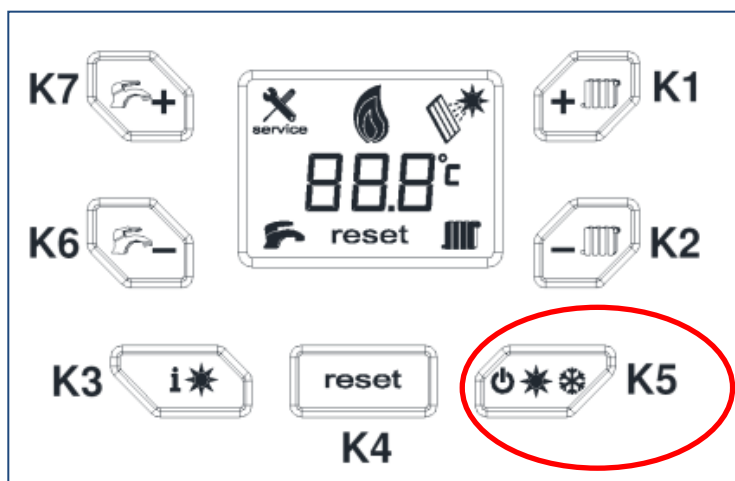 K7 + + K1
service
88.8°c
K6 - reset - K2
K3 i reset K5
K4